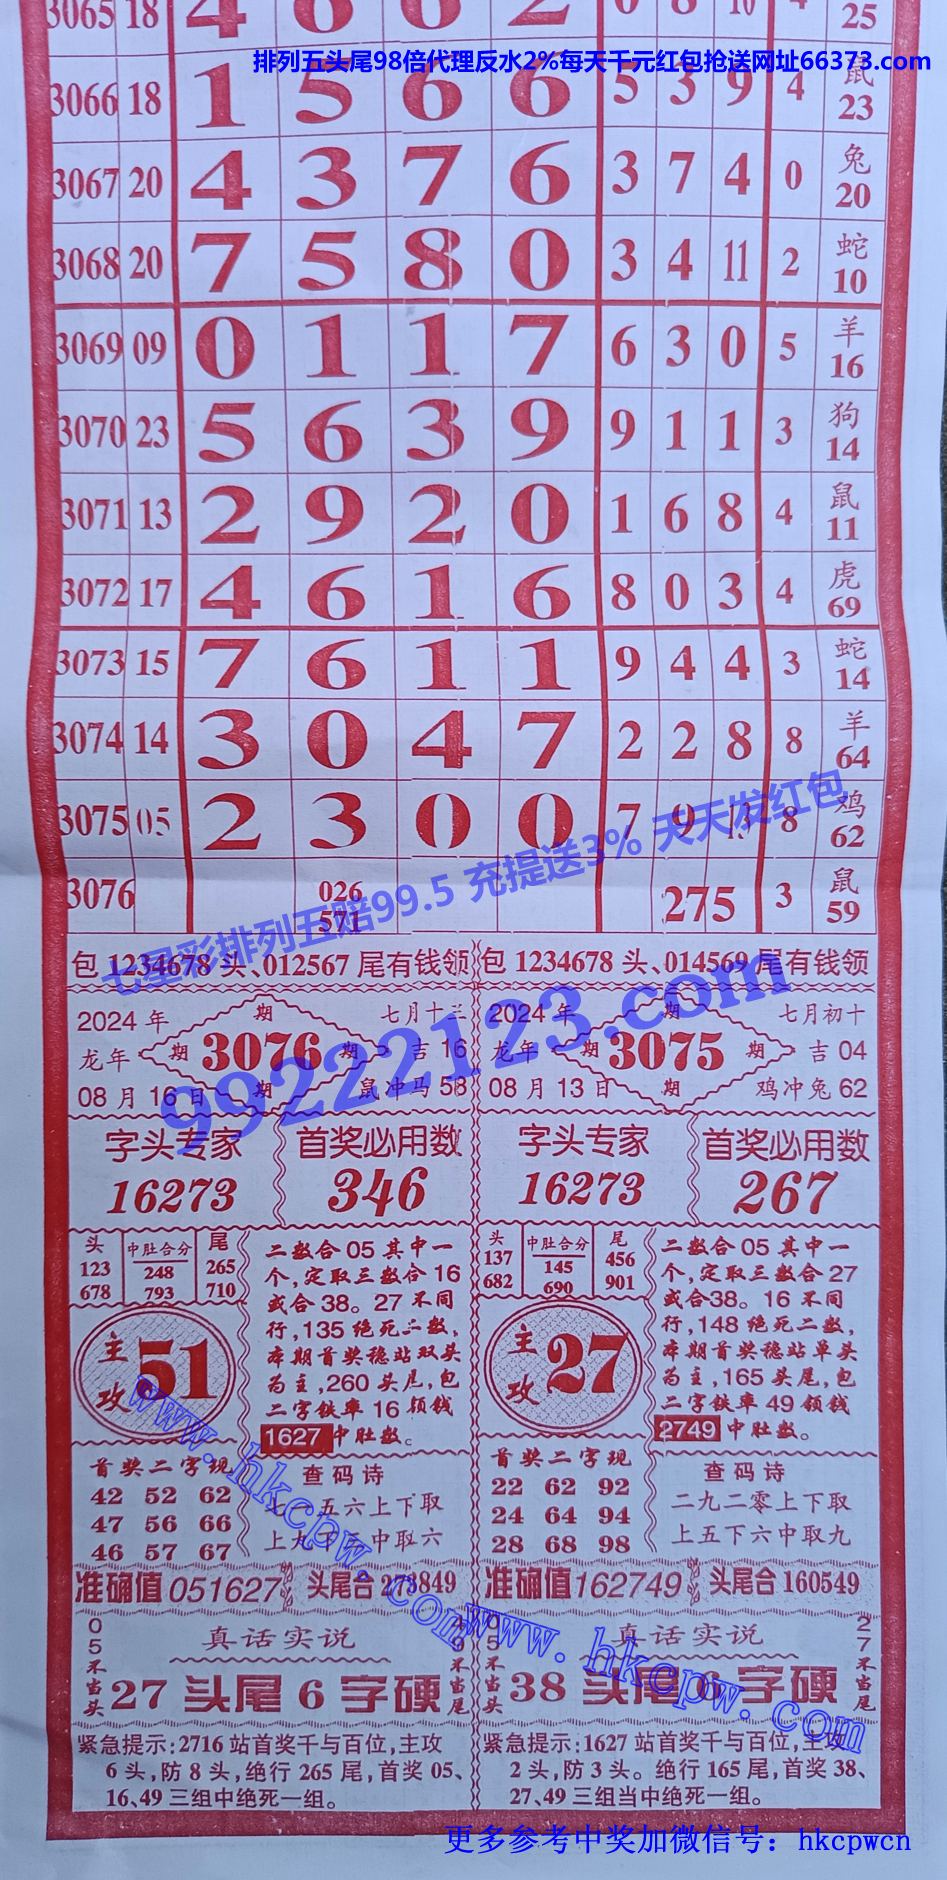 3065 18 4 6 6 2 0 8 10 4
25
排列五头尾98倍代理反水2%每天千元红包抢送网址66373.com
3066 18 1 5 6 6 5 3 9 4 鼠
23
3067 20 4 3 7 6 3 7 4 0 兔
20
3068 20 7 5 8 0 3 4 11 2 蛇
10
3069 09 0 1 1 7 6 3 0 5 羊
16
3070 23 5 6 3 9 9 1 1 3 狗
14
3071 13 2 9 2 0 1 6 8 4 鼠
11
3072 17 4 6 1 6 8 0 3 4 虎
69
3073 15 7 6 1 1 9 4 4 3 蛇
14
3074 14 3 0 4 7 2 2 8 8 羊
64
3075 05 2 3 0 0 7 9 13 8 鸡
62
3076 026 275 3 鼠
571 59
七星彩排列五赔99.5 充提送3% 天天发红包
包 1234678 头、012567 尾有钱领
包 1234678 头、014569 尾有钱领
99222123.com
2024 年 期 七月十三
龙年 期 3076 期 吉 16
08 月 16 日 期 鼠冲马 58
字头专家 首奖必用数
16273 346
头 中肚合分 尾
123 248 265
678 793 710
主攻 51
二数合 05 其中一
个,定取三数合 16
或合 38。27 不同
行,135 绝死二数,
本期首奖稳站双头
为主,260 头尾,包
二字铁率 16 领钱
1627 中肚数。
首奖二字现
42 52 62
47 56 66
46 57 67
查码诗
七一五六上下取
上九下三中取六
准确值 051627 头尾合 273849
05不当头
真话实说
27 头尾 6 字硬
49不当尾
紧急提示:2716 站首奖千与百位,主攻
6 头,防 8 头,绝行 265 尾,首奖 05、
16、49 三组中绝死一组。
2024 年 期 七月初十
龙年 期 3075 期 吉 04
08 月 13 日 期 鸡冲兔 62
字头专家 首奖必用数
16273 267
头 中肚合分 尾
137 145 456
682 690 901
主攻 27
二数合 05 其中一
个,定取三数合 27
或合38。16 不同
行,148 绝死二数,
本期首奖稳站单头
为主,165 头尾,包
二字铁率 49 领钱
2749 中肚数。
首奖二字现
22 62 92
24 64 94
28 68 98
查码诗
二九二零上下取
上五下六中取九
准确值 162749 头尾合 160549
05不当头
真话实说
38 头尾 6 字硬
27不当尾
紧急提示:1627 站首奖千与百位,主攻
2 头,防 3 头。绝行 165 尾,首奖 38、
27、49 三组当中绝死一组。
www.hkcpw.com
www.hkcpw.com
更多参考中奖加微信号：hkcpwcn